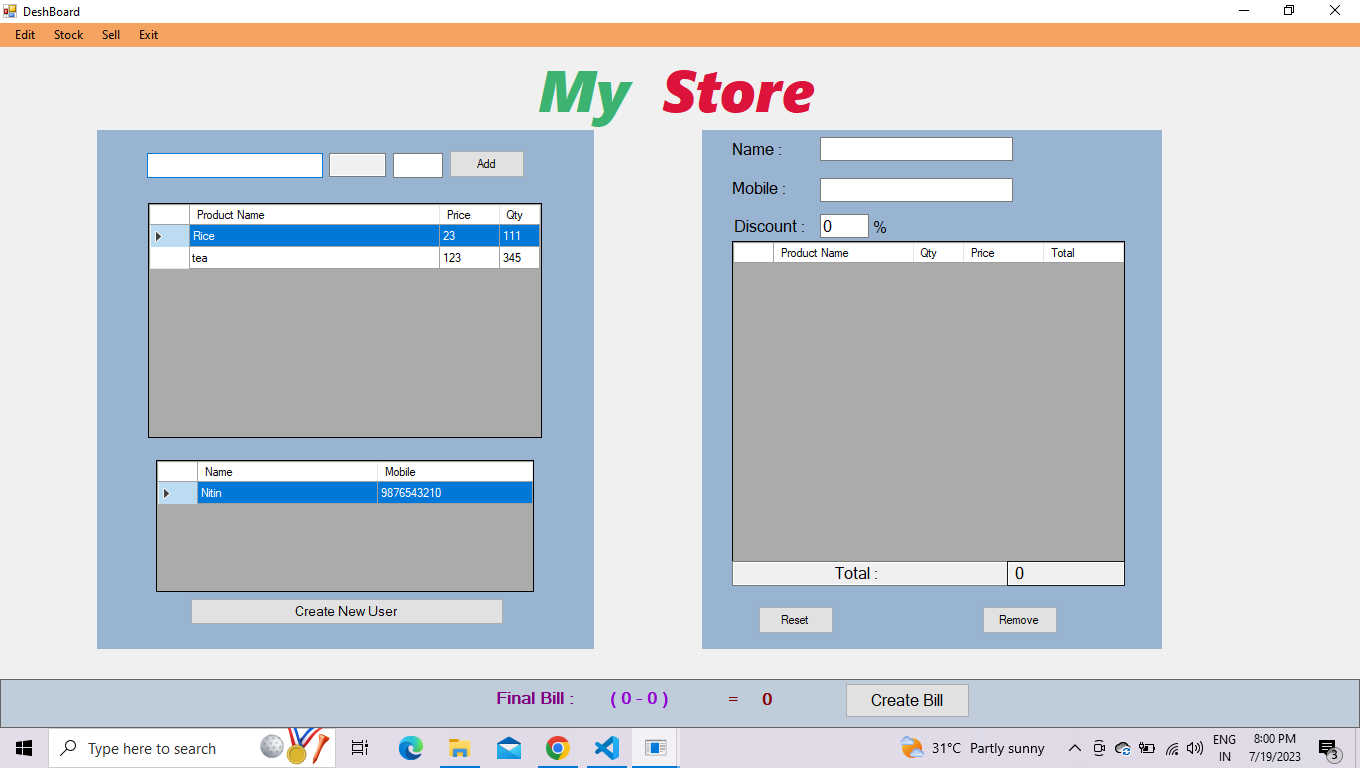 DeshBoard
Edit Stock Sell Exit
My Store
Add
Product Name Price Qty
Rice 23 111
tea 123 345
Name Mobile
Nitin 9876543210
Create New User
Name :
Mobile :
Discount : 0 %
Product Name Qty Price Total
Total : 0
Reset Remove
Final Bill : ( 0 - 0 ) = 0 Create Bill
Type here to search
31°C Partly sunny
ENG
IN
8:00 PM
7/19/2023
3